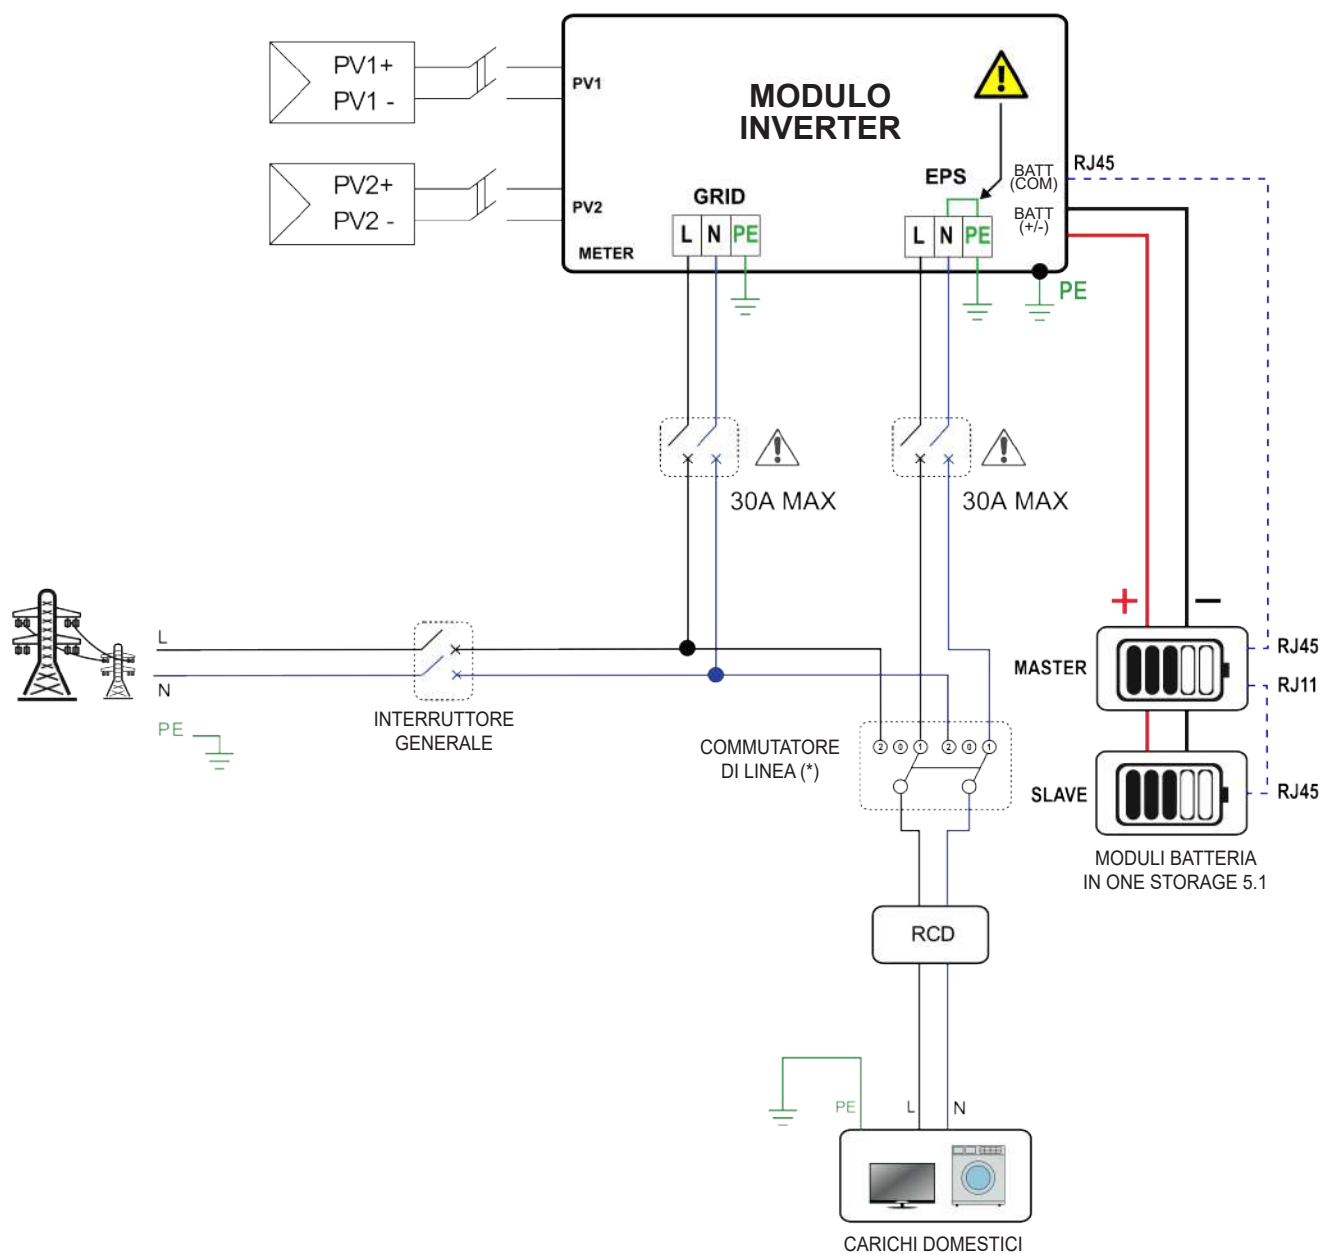 PV1+
PV1 -
PV2+
PV2 -
PV1
PV2
METER
MODULO
INVERTER
GRID
L N PE
EPS
L N PE
BATT
(COM)
BATT
(+/-)
RJ45
PE
30A MAX
30A MAX
L
N
PE
INTERRUTTORE
GENERALE
COMMUTATORE
DI LINEA (*)
2 0 1 2 0 1
+ −
MASTER
RJ45
RJ11
SLAVE
RJ45
MODULI BATTERIA
IN ONE STORAGE 5.1
RCD
PE L N
CARICHI DOMESTICI